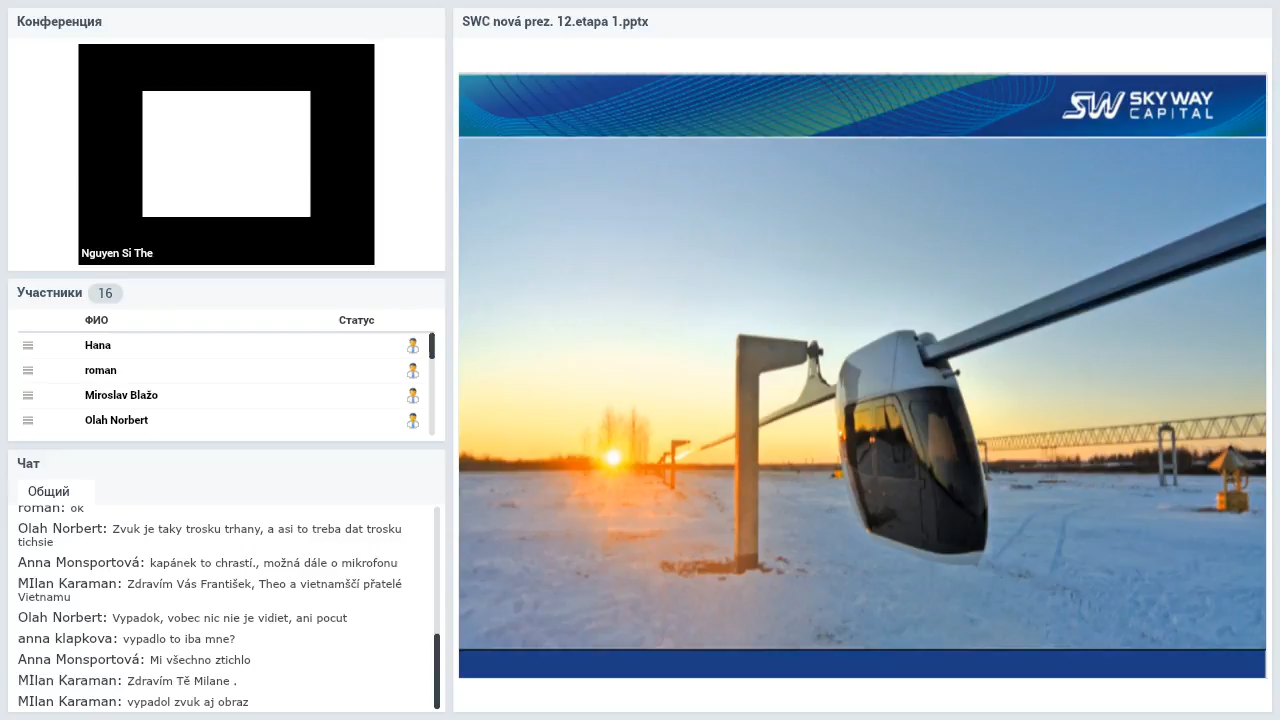 Конференция
Nguyen Si The
Участники 16
ФИО Статус
Hana
roman
Miroslav Blažo
Olah Norbert
Чат
Общий
roman: ok
Olah Norbert: Zvuk je taky trosku trhany, a asi to treba dat trosku
tichsie
Anna Monsportová: kapánek to chrastí., možná dále o mikrofonu
MIlan Karaman: Zdravím Vás František, Theo a vietnamščí přatelé
Vietnamu
Olah Norbert: Vypadok, vobec nic nie je vidiet, ani pocut
anna klapkova: vypadlo to iba mne?
Anna Monsportová: Mi všechno ztichlo
MIlan Karaman: Zdravím Tě Milane .
MIlan Karaman: vypadol zvuk aj obraz
SWC nová prez. 12.etapa 1.pptx
SW SKY WAY
CAPITAL